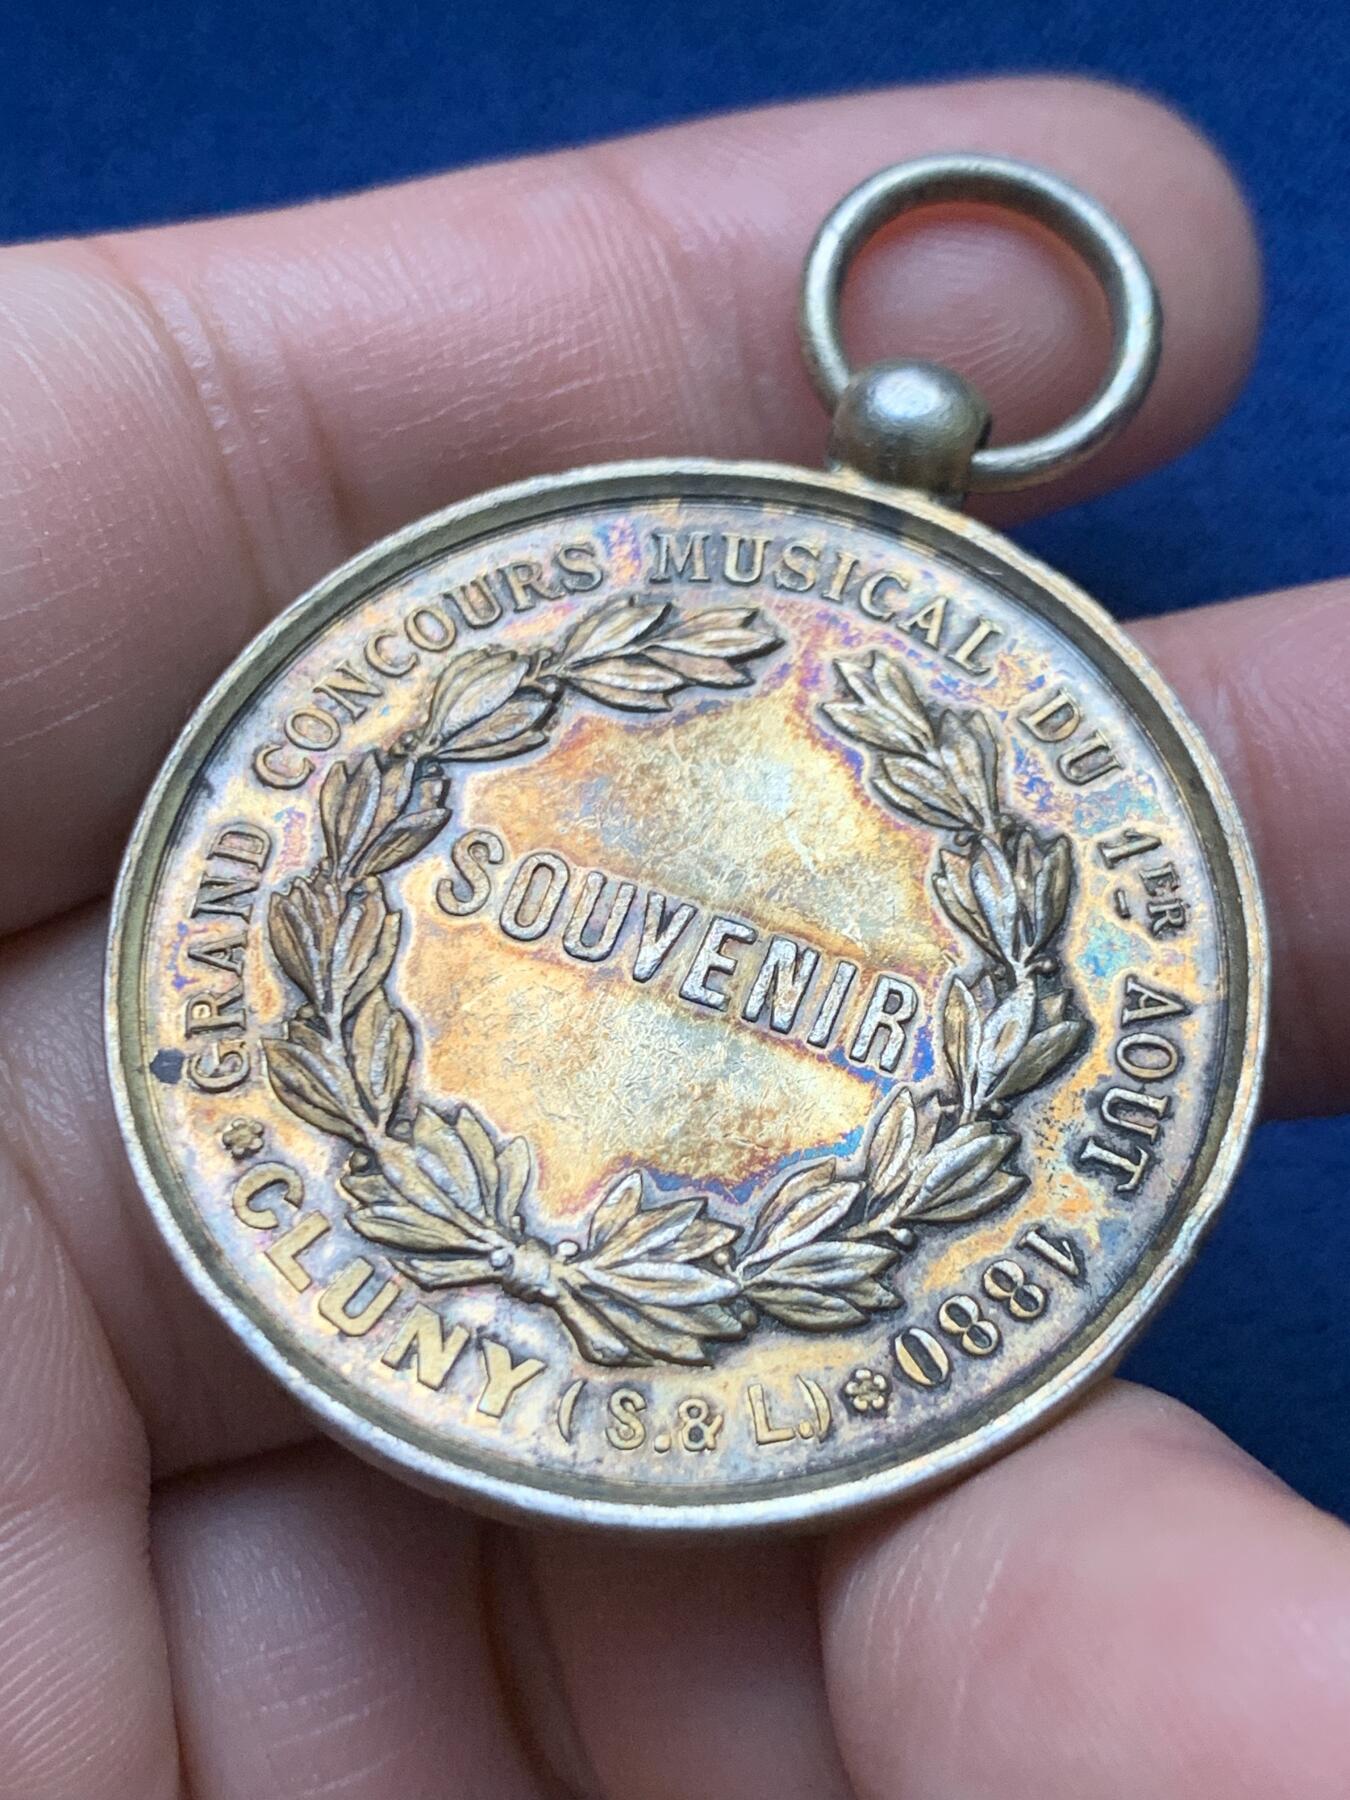 GRAND CONCOURS MUSICAL DU 1ER AOUT 1880
SOUVENIR
CLUNY (S.& L.)